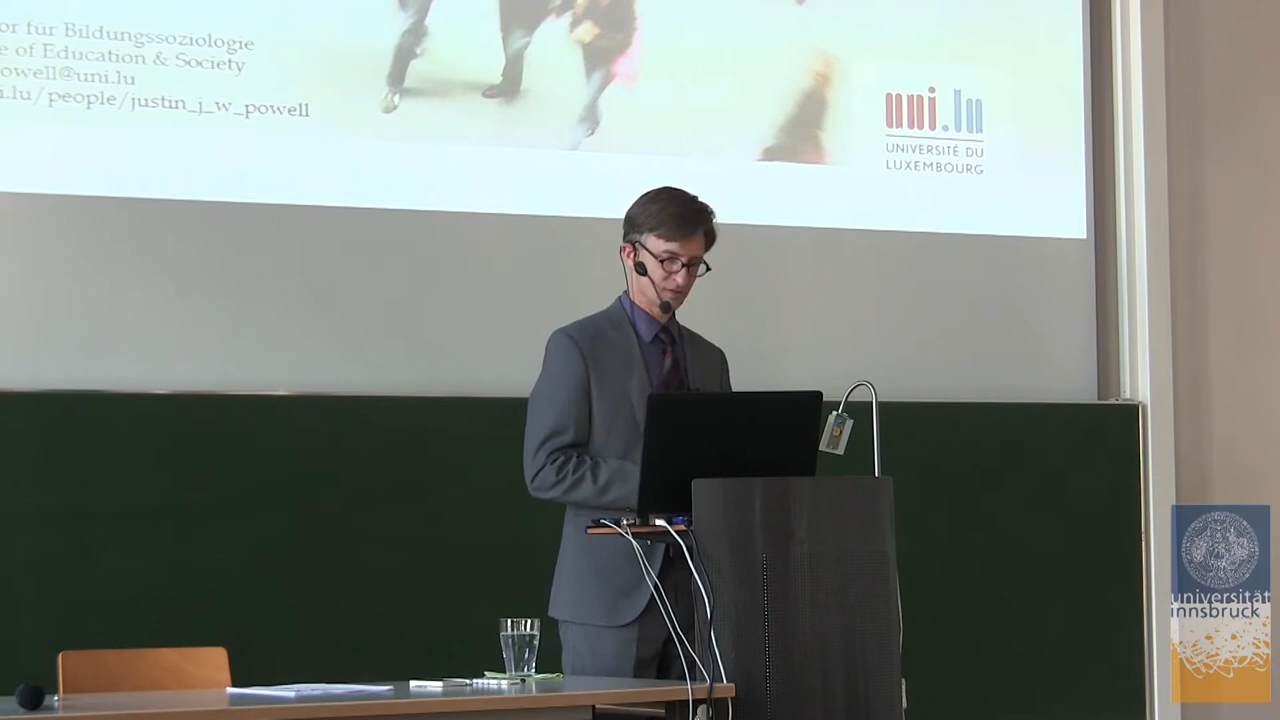 or für Bildungssoziologie
e of Education & Society
owell@uni.lu
i.lu/people/justin_j_w_powell
uni.lu
UNIVERSITÉ DU
LUXEMBOURG
universität
innsbruck